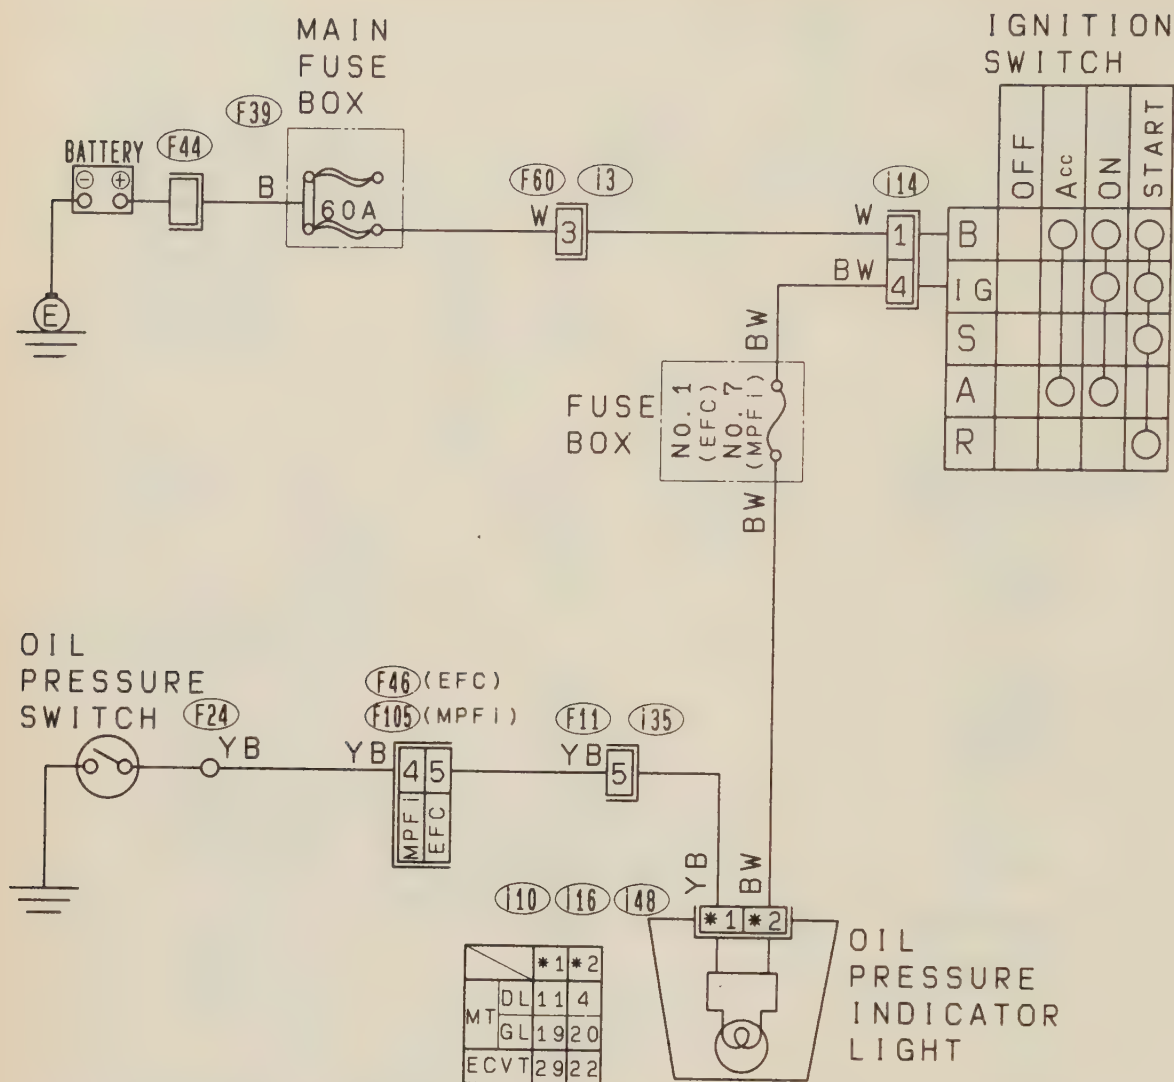 MAIN
FUSE
BOX
IGNITION
SWITCH
F39
BATTERY
F44
B
60A
F60
i3
W
3
i14
W
1
BW
4
OFF
Acc
ON
START
B
IG
S
A
R
E
BW
FUSE
BOX
NO. 1
(EFC)
NO. 7
(MPFi)
BW
OIL
PRESSURE
SWITCH
F24
YB
F46 (EFC)
F105 (MPFi)
YB
4 5
MPFi
EFC
F11
i35
YB
5
YB
BW
i10 i16 i48
*1 *2
*1 *2
MT DL 11 4
GL 19 20
ECVT 29 22
OIL
PRESSURE
INDICATOR
LIGHT